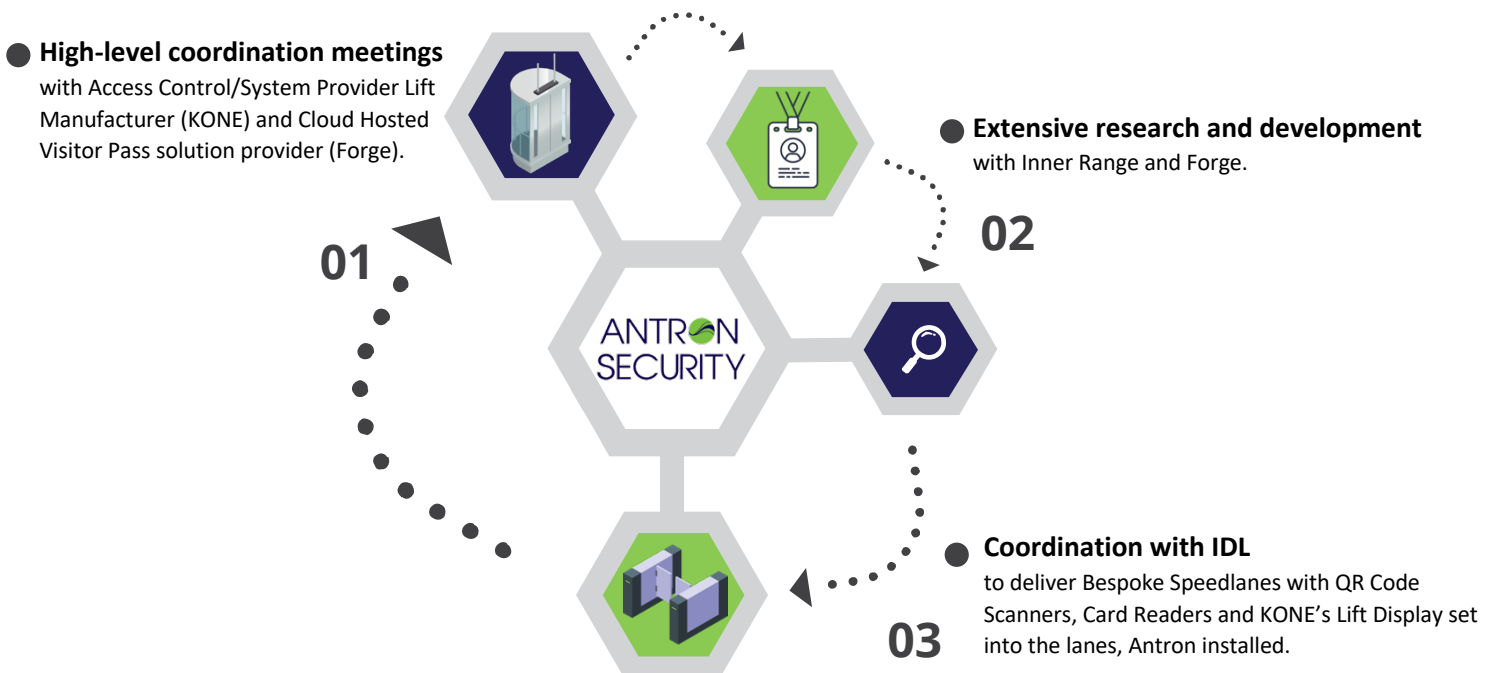 High-level coordination meetings
with Access Control/System Provider Lift
Manufacturer (KONE) and Cloud Hosted
Visitor Pass solution provider (Forge).
01
Extensive research and development
with Inner Range and Forge.
02
ANTRON
SECURITY
Coordination with IDL
to deliver Bespoke Speedlanes with QR Code
Scanners, Card Readers and KONE’s Lift Display set
into the lanes, Antron installed.
03